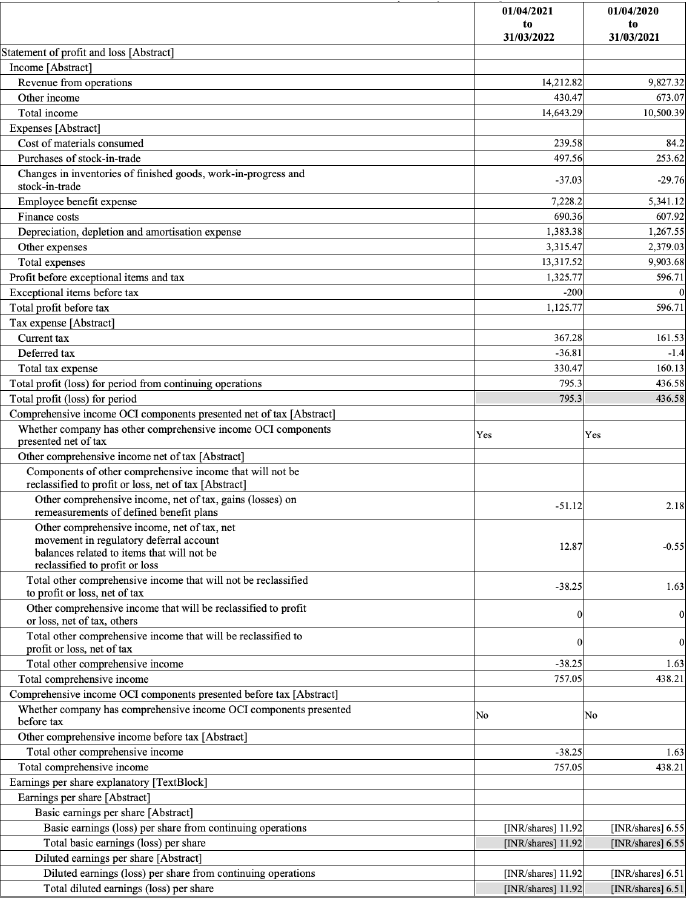 01/04/2021 01/04/2020
to to
31/03/2022 31/03/2021
Statement of profit and loss [Abstract]
Income [Abstract]
Revenue from operations 14,212.82 9,827.32
Other income 430.47 673.07
Total income 14,643.29 10,500.39
Expenses [Abstract]
Cost of materials consumed 239.58 84.2
Purchases of stock-in-trade 497.56 253.62
Changes in inventories of finished goods, work-in-progress and
stock-in-trade -37.03 -29.76
Employee benefit expense 7,228.2 5,341.12
Finance costs 690.36 607.92
Depreciation, depletion and amortisation expense 1,383.38 1,267.55
Other expenses 3,315.47 2,379.03
Total expenses 13,317.52 9,903.68
Profit before exceptional items and tax 1,325.77 596.71
Exceptional items before tax -200 0
Total profit before tax 1,125.77 596.71
Tax expense [Abstract]
Current tax 367.28 161.53
Deferred tax -36.81 -1.4
Total tax expense 330.47 160.13
Total profit (loss) for period from continuing operations 795.3 436.58
Total profit (loss) for period 795.3 436.58
Comprehensive income OCI components presented net of tax [Abstract]
Whether company has other comprehensive income OCI components
presented net of tax Yes Yes
Other comprehensive income net of tax [Abstract]
Components of other comprehensive income that will not be
reclassified to profit or loss, net of tax [Abstract]
Other comprehensive income, net of tax, gains (losses) on
remeasurements of defined benefit plans -51.12 2.18
Other comprehensive income, net of tax, net
movement in regulatory deferral account
balances related to items that will not be
reclassified to profit or loss 12.87 -0.55
Total other comprehensive income that will not be reclassified
to profit or loss, net of tax -38.25 1.63
Other comprehensive income that will be reclassified to profit
or loss, net of tax, others 0 0
Total other comprehensive income that will be reclassified to
profit or loss, net of tax 0 0
Total other comprehensive income -38.25 1.63
Total comprehensive income 757.05 438.21
Comprehensive income OCI components presented before tax [Abstract]
Whether company has comprehensive income OCI components presented
before tax No No
Other comprehensive income before tax [Abstract]
Total other comprehensive income -38.25 1.63
Total comprehensive income 757.05 438.21
Earnings per share explanatory [TextBlock]
Earnings per share [Abstract]
Basic earnings per share [Abstract]
Basic earnings (loss) per share from continuing operations [INR/shares] 11.92 [INR/shares] 6.55
Total basic earnings (loss) per share [INR/shares] 11.92 [INR/shares] 6.55
Diluted earnings per share [Abstract]
Diluted earnings (loss) per share from continuing operations [INR/shares] 11.92 [INR/shares] 6.51
Total diluted earnings (loss) per share [INR/shares] 11.92 [INR/shares] 6.51